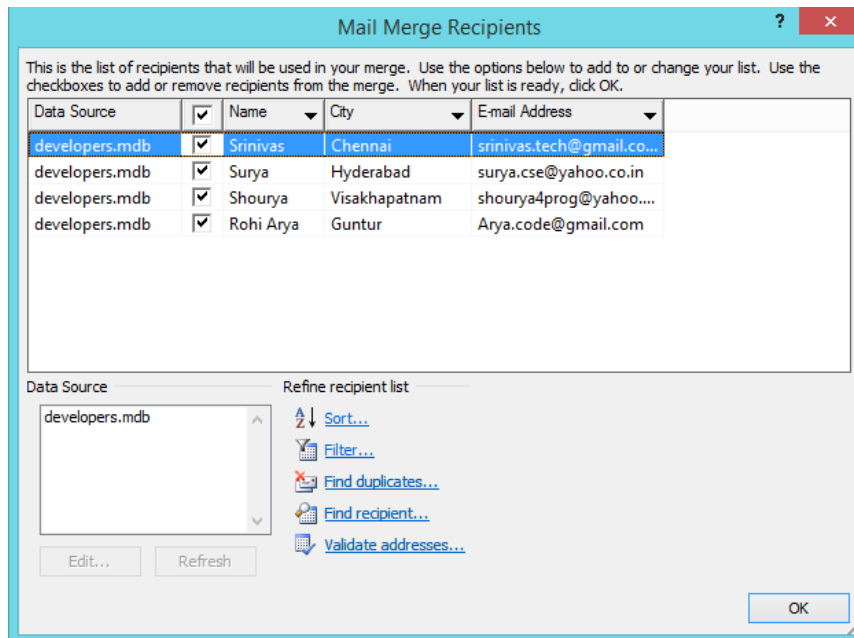 Mail Merge Recipients
? ×
This is the list of recipients that will be used in your merge. Use the options below to add to or change your list. Use the
checkboxes to add or remove recipients from the merge. When your list is ready, click OK.
Data Source Name City E-mail Address
developers.mdb Srinivas Chennai srinivas.tech@gmail.co...
developers.mdb Surya Hyderabad surya.cse@yahoo.co.in
developers.mdb Shourya Visakhapatnam shourya4prog@yahoo....
developers.mdb Rohi Arya Guntur Arya.code@gmail.com
Data Source
developers.mdb
Edit... Refresh
Refine recipient list
A Z Sort...
Filter...
Find duplicates...
Find recipient...
Validate addresses...
OK